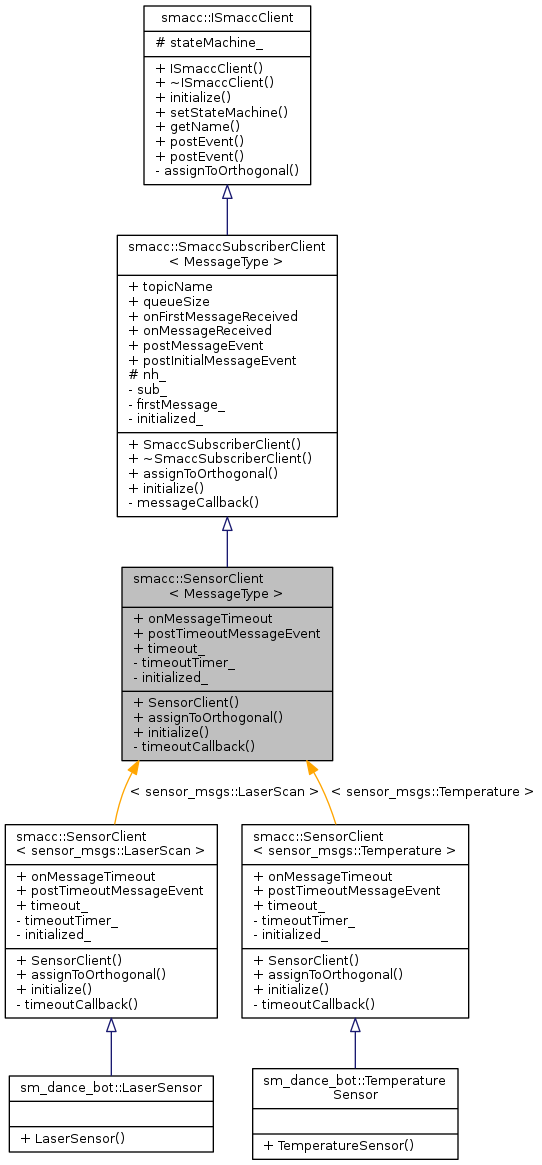 smacc::ISmaccClient
# stateMachine_
+ ISmaccClient()
+ ~ISmaccClient()
+ initialize()
+ setStateMachine()
+ getName()
+ postEvent()
+ postEvent()
- assignToOrthogonal()
smacc::SmaccSubscriberClient
< MessageType >
+ topicName
+ queueSize
+ onFirstMessageReceived
+ onMessageReceived
+ postMessageEvent
+ postInitialMessageEvent
# nh_
- sub_
- firstMessage_
- initialized_
+ SmaccSubscriberClient()
+ ~SmaccSubscriberClient()
+ assignToOrthogonal()
+ initialize()
- messageCallback()
smacc::SensorClient
< MessageType >
+ onMessageTimeout
+ postTimeoutMessageEvent
+ timeout_
- timeoutTimer_
- initialized_
+ SensorClient()
+ assignToOrthogonal()
+ initialize()
- timeoutCallback()
< sensor_msgs::LaserScan >
< sensor_msgs::Temperature >
smacc::SensorClient
< sensor_msgs::LaserScan >
+ onMessageTimeout
+ postTimeoutMessageEvent
+ timeout_
- timeoutTimer_
- initialized_
+ SensorClient()
+ assignToOrthogonal()
+ initialize()
- timeoutCallback()
smacc::SensorClient
< sensor_msgs::Temperature >
+ onMessageTimeout
+ postTimeoutMessageEvent
+ timeout_
- timeoutTimer_
- initialized_
+ SensorClient()
+ assignToOrthogonal()
+ initialize()
- timeoutCallback()
sm_dance_bot::LaserSensor
+ LaserSensor()
sm_dance_bot::Temperature
Sensor
+ TemperatureSensor()